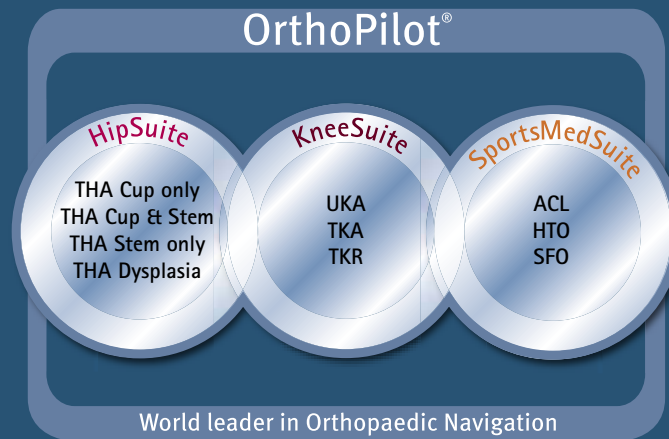 OrthoPilot®
HipSuite
THA Cup only
THA Cup & Stem
THA Stem only
THA Dysplasia
KneeSuite
UKA
TKA
TKR
SportsMedSuite
ACL
HTO
SFO
World leader in Orthopaedic Navigation